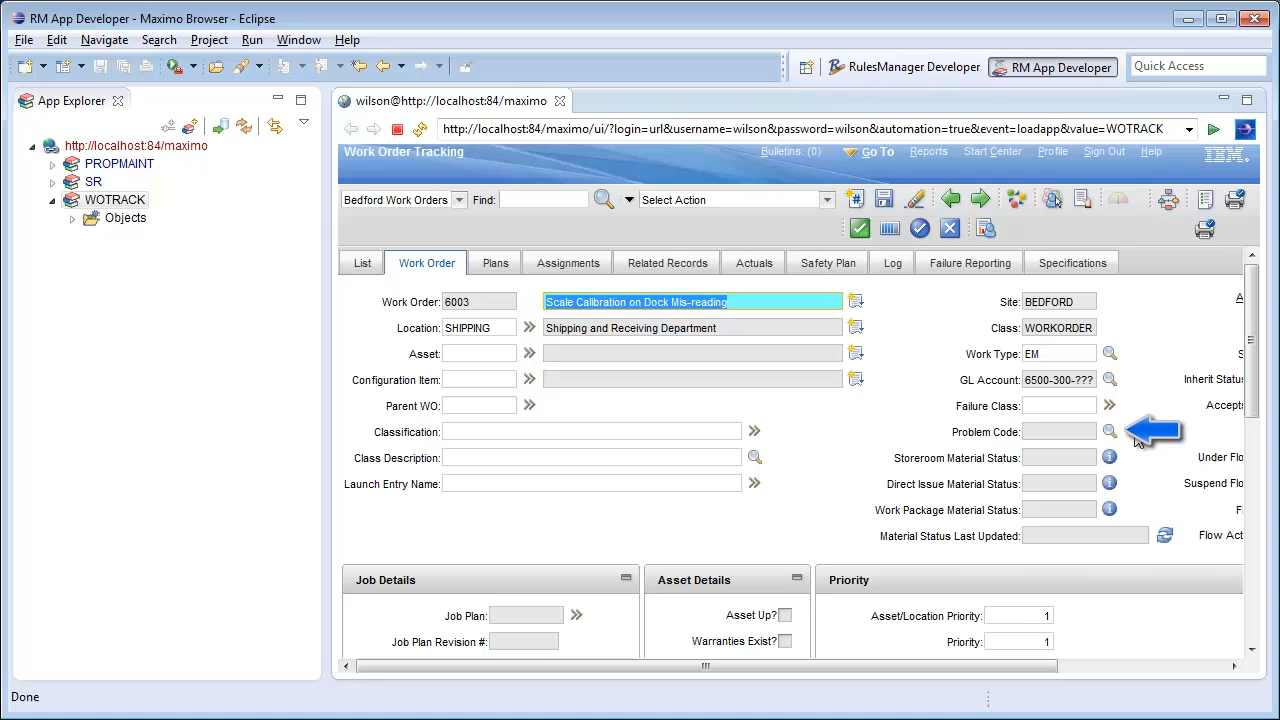 RM App Developer - Maximo Browser - Eclipse
File Edit Navigate Search Project Run Window Help
RulesManager Developer RM App Developer Quick Access
App Explorer
http://localhost:84/maximo
PROPMAINT
SR
WOTRACK
Objects
wilson@http://localhost:84/maximo
http://localhost:84/maximo/ui/?login=url&username=wilson&password=wilson&automation=true&event=loadapp&value=WOTRACK
Work Order Tracking Bulletins: (0) Go To Reports Start Center Profile Sign Out Help IBM.
Bedford Work Orders Find: Select Action
List Work Order Plans Assignments Related Records Actuals Safety Plan Log Failure Reporting Specifications
Work Order: 6003 Scale Calibration on Dock Mis-reading Site: BEDFORD
Location: SHIPPING Shipping and Receiving Department Class: WORKORDER
Asset: Work Type: EM
Configuration Item: GL Account: 6500-300-??? Inherit Status
Parent WO: Failure Class: Accepts
Classification: Problem Code:
Class Description: Storeroom Material Status: Under Flo
Launch Entry Name: Direct Issue Material Status: Suspend Flo
Work Package Material Status:
Material Status Last Updated: Flow Act
Job Details Asset Details Priority
Job Plan: Asset Up? Asset/Location Priority: 1
Job Plan Revision #: Warranties Exist? Priority: 1
Done